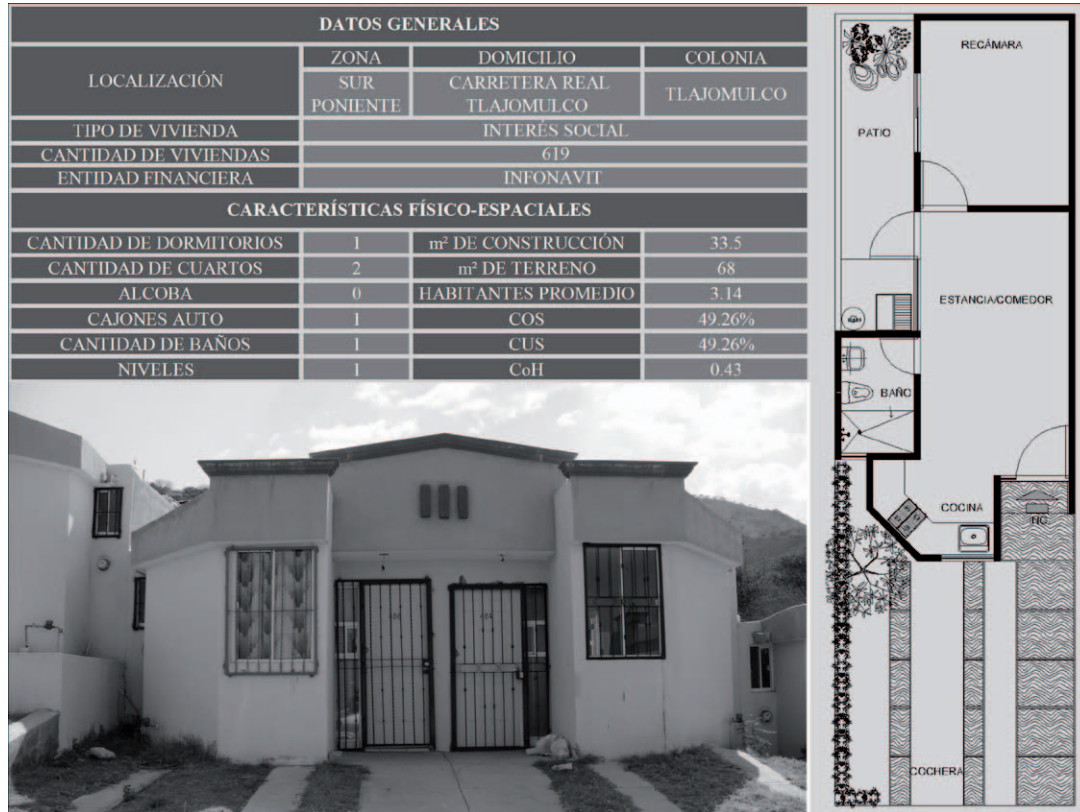 DATOS GENERALES
LOCALIZACIÓN
ZONA DOMICILIO COLONIA
SUR PONIENTE CARRETERA REAL TLAJOMULCO TLAJOMULCO
TIPO DE VIVIENDA INTERÉS SOCIAL
CANTIDAD DE VIVIENDAS 619
ENTIDAD FINANCIERA INFONAVIT
CARACTERÍSTICAS FÍSICO-ESPACIALES
CANTIDAD DE DORMITORIOS 1 m² DE CONSTRUCCIÓN 33.5
CANTIDAD DE CUARTOS 2 m² DE TERRENO 68
ALCOBA 0 HABITANTES PROMEDIO 3.14
CAJONES AUTO 1 COS 49.26%
CANTIDAD DE BAÑOS 1 CUS 49.26%
NIVELES 1 CoH 0.43
RECÁMARA
PATIO
ESTANCIA/COMEDOR
BAÑO
COCINA
COCHERA